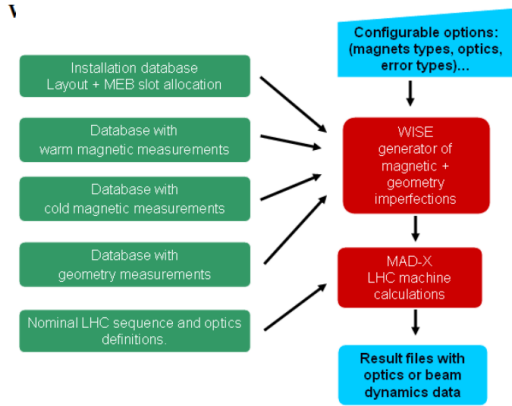 Configurable options:
(magnets types, optics,
error types)...
Installation database
Layout + MEB slot allocation
Database with
warm magnetic measurements
Database with
cold magnetic measurements
Database with
geometry measurements
Nominal LHC sequence and optics
definitions.
WISE
generator of
magnetic +
geometry
imperfections
MAD-X
LHC machine
calculations
Result files with
optics or beam
dynamics data